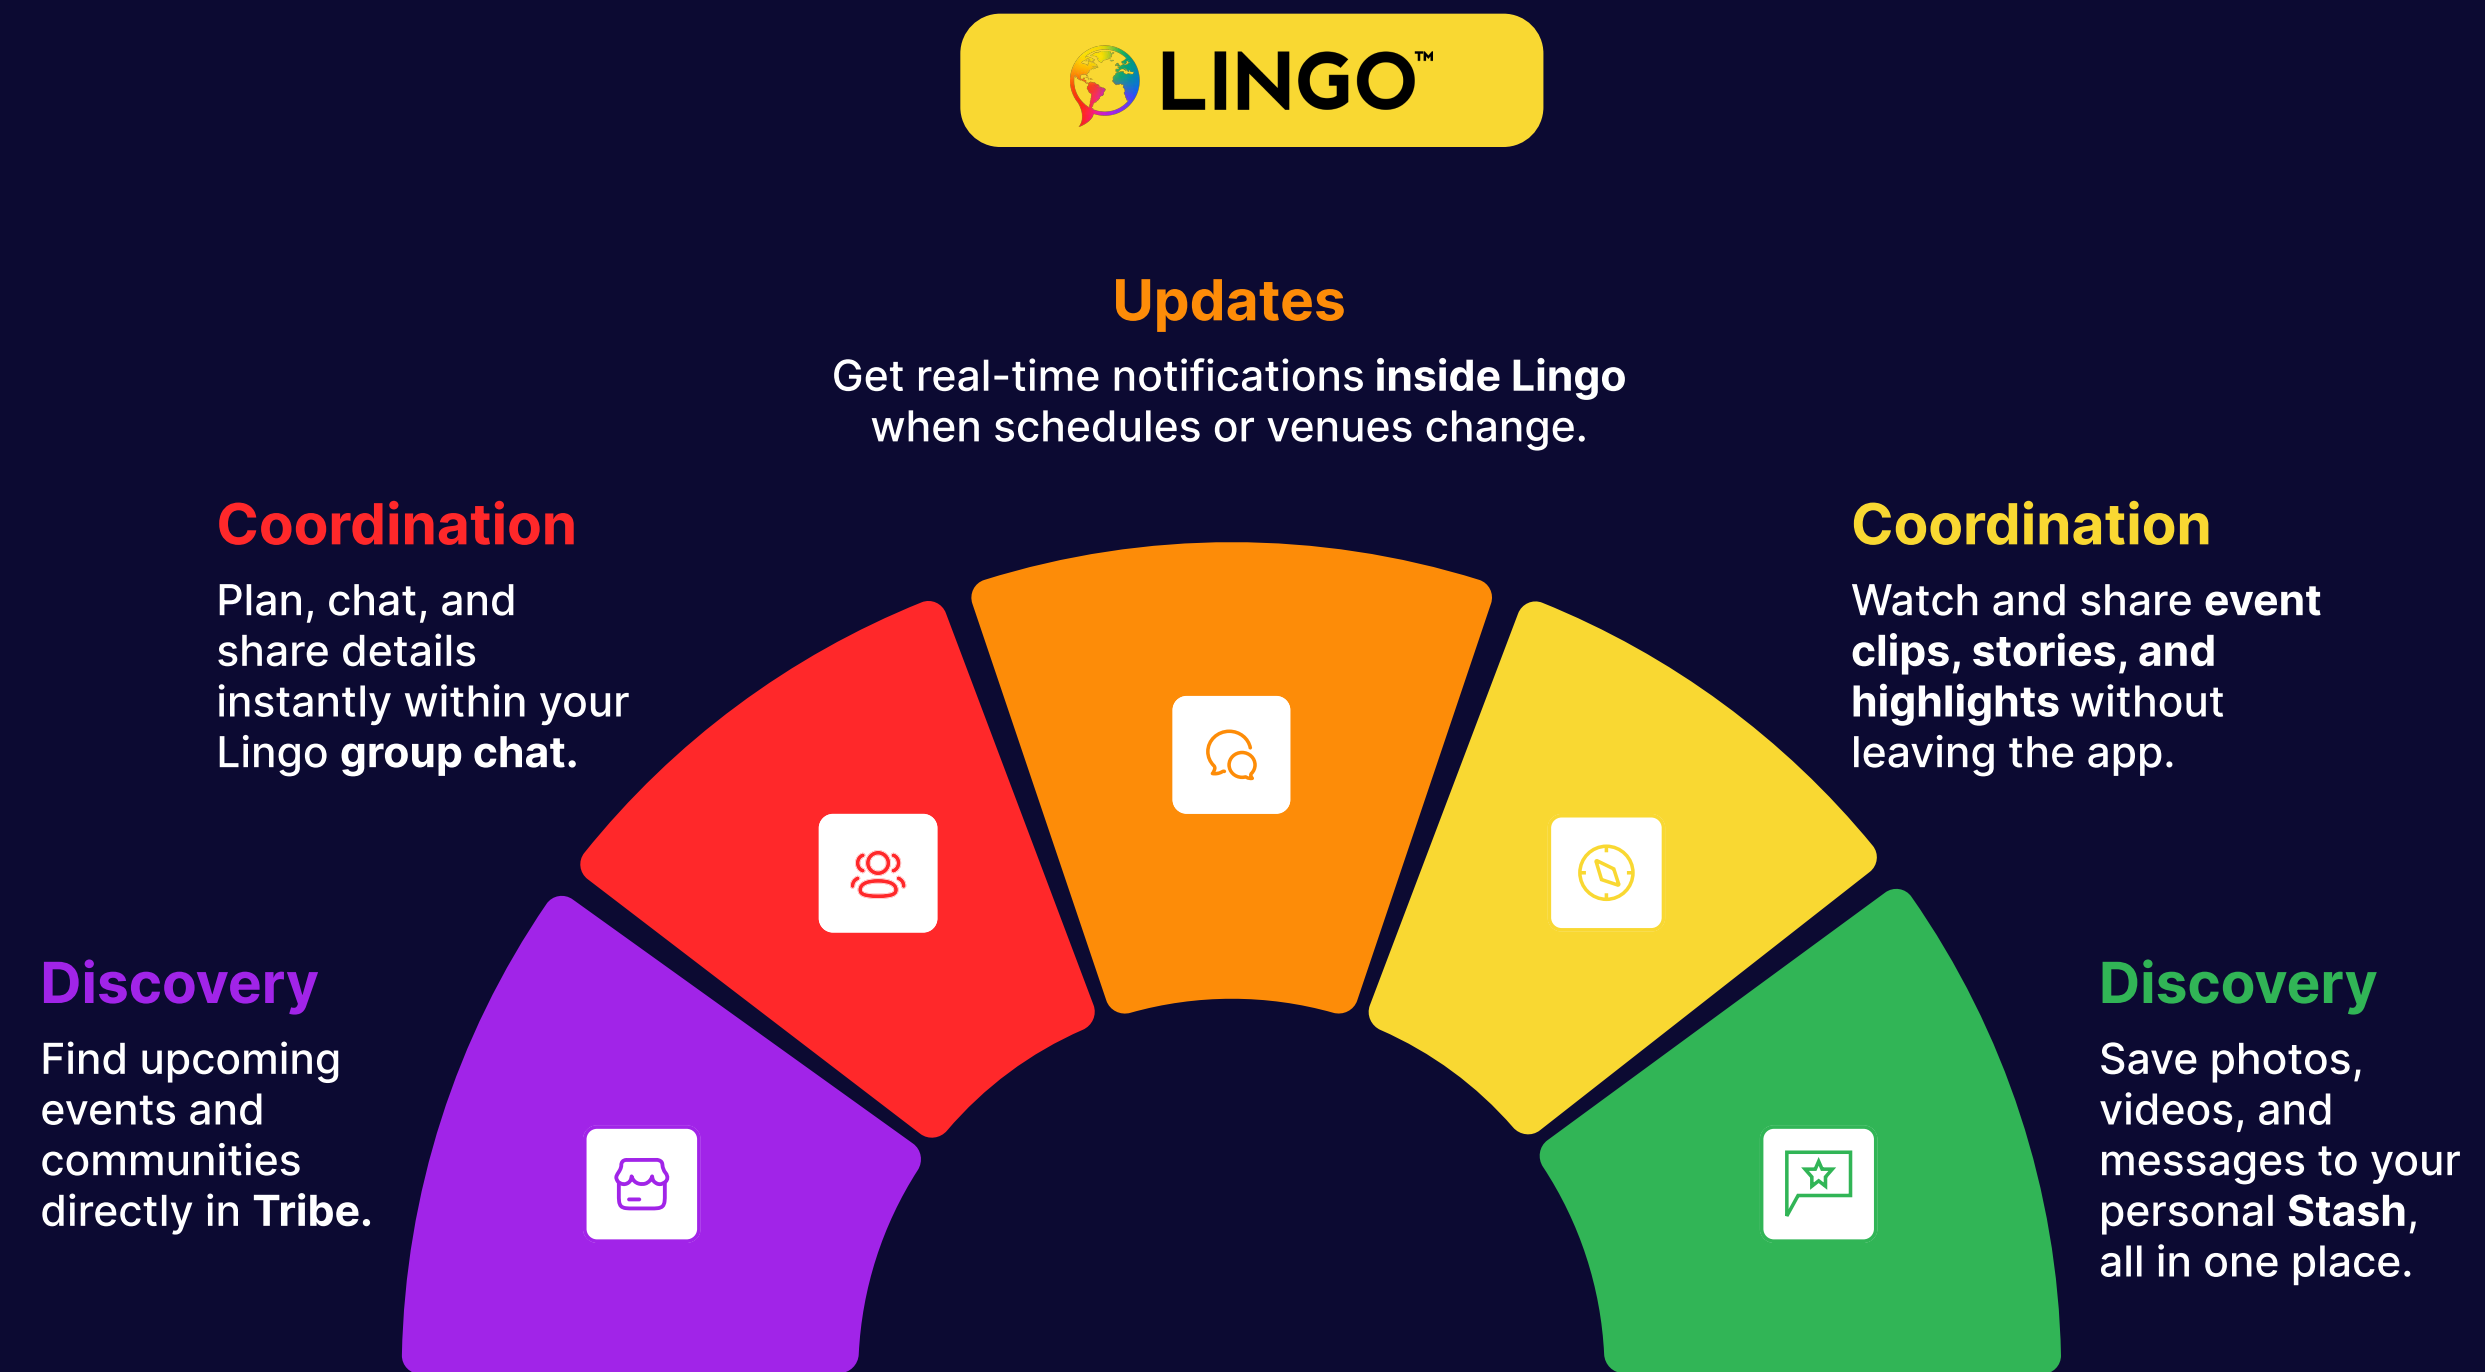 LINGO™
Updates
Get real-time notifications inside Lingo
when schedules or venues change.
Coordination
Plan, chat, and
share details
instantly within your
Lingo group chat.
Coordination
Watch and share event
clips, stories, and
highlights without
leaving the app.
Discovery
Find upcoming
events and
communities
directly in Tribe.
Discovery
Save photos,
videos, and
messages to your
personal Stash,
all in one place.